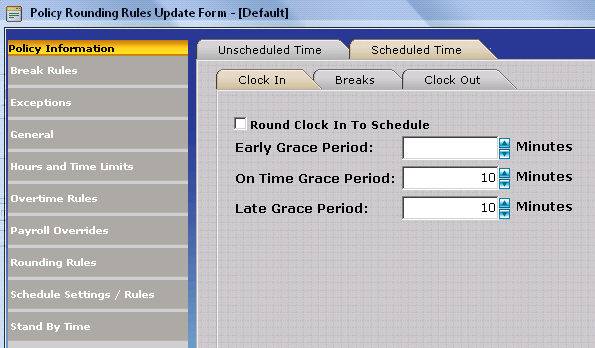 Policy Rounding Rules Update Form - [Default]
Policy Information
Break Rules
Exceptions
General
Hours and Time Limits
Overtime Rules
Payroll Overrides
Rounding Rules
Schedule Settings / Rules
Stand By Time
Unscheduled Time Scheduled Time
Clock In Breaks Clock Out
Round Clock In To Schedule
Early Grace Period: Minutes
On Time Grace Period: 10 Minutes
Late Grace Period: 10 Minutes